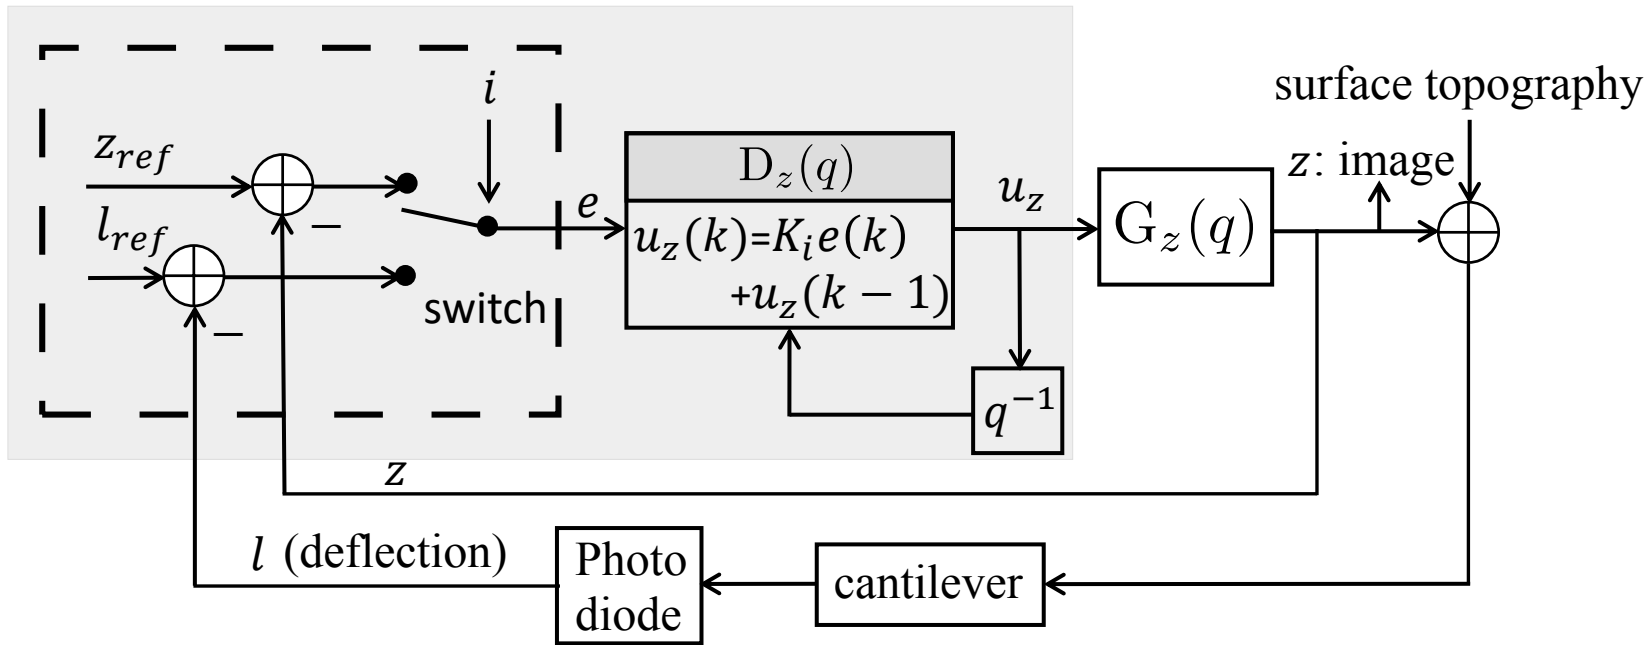 surface topography
i
z_ref
z: image
D_z(q)
u_z
l_ref
−
e
u_z(k)=K_i e(k)
+u_z(k − 1)
G_z(q)
switch
−
q^{−1}
z
l (deflection)
Photo
diode
cantilever